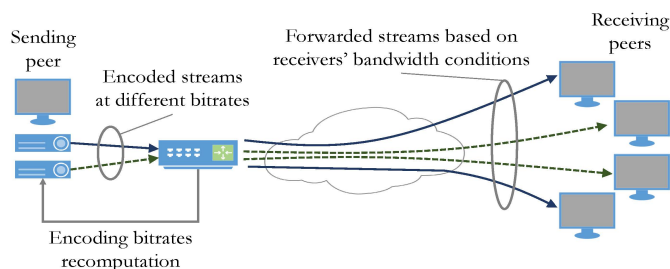 Sending
peer
Encoded streams
at different bitrates
Forwarded streams based on
receivers’ bandwidth conditions
Receiving
peers
Encoding bitrates
recomputation